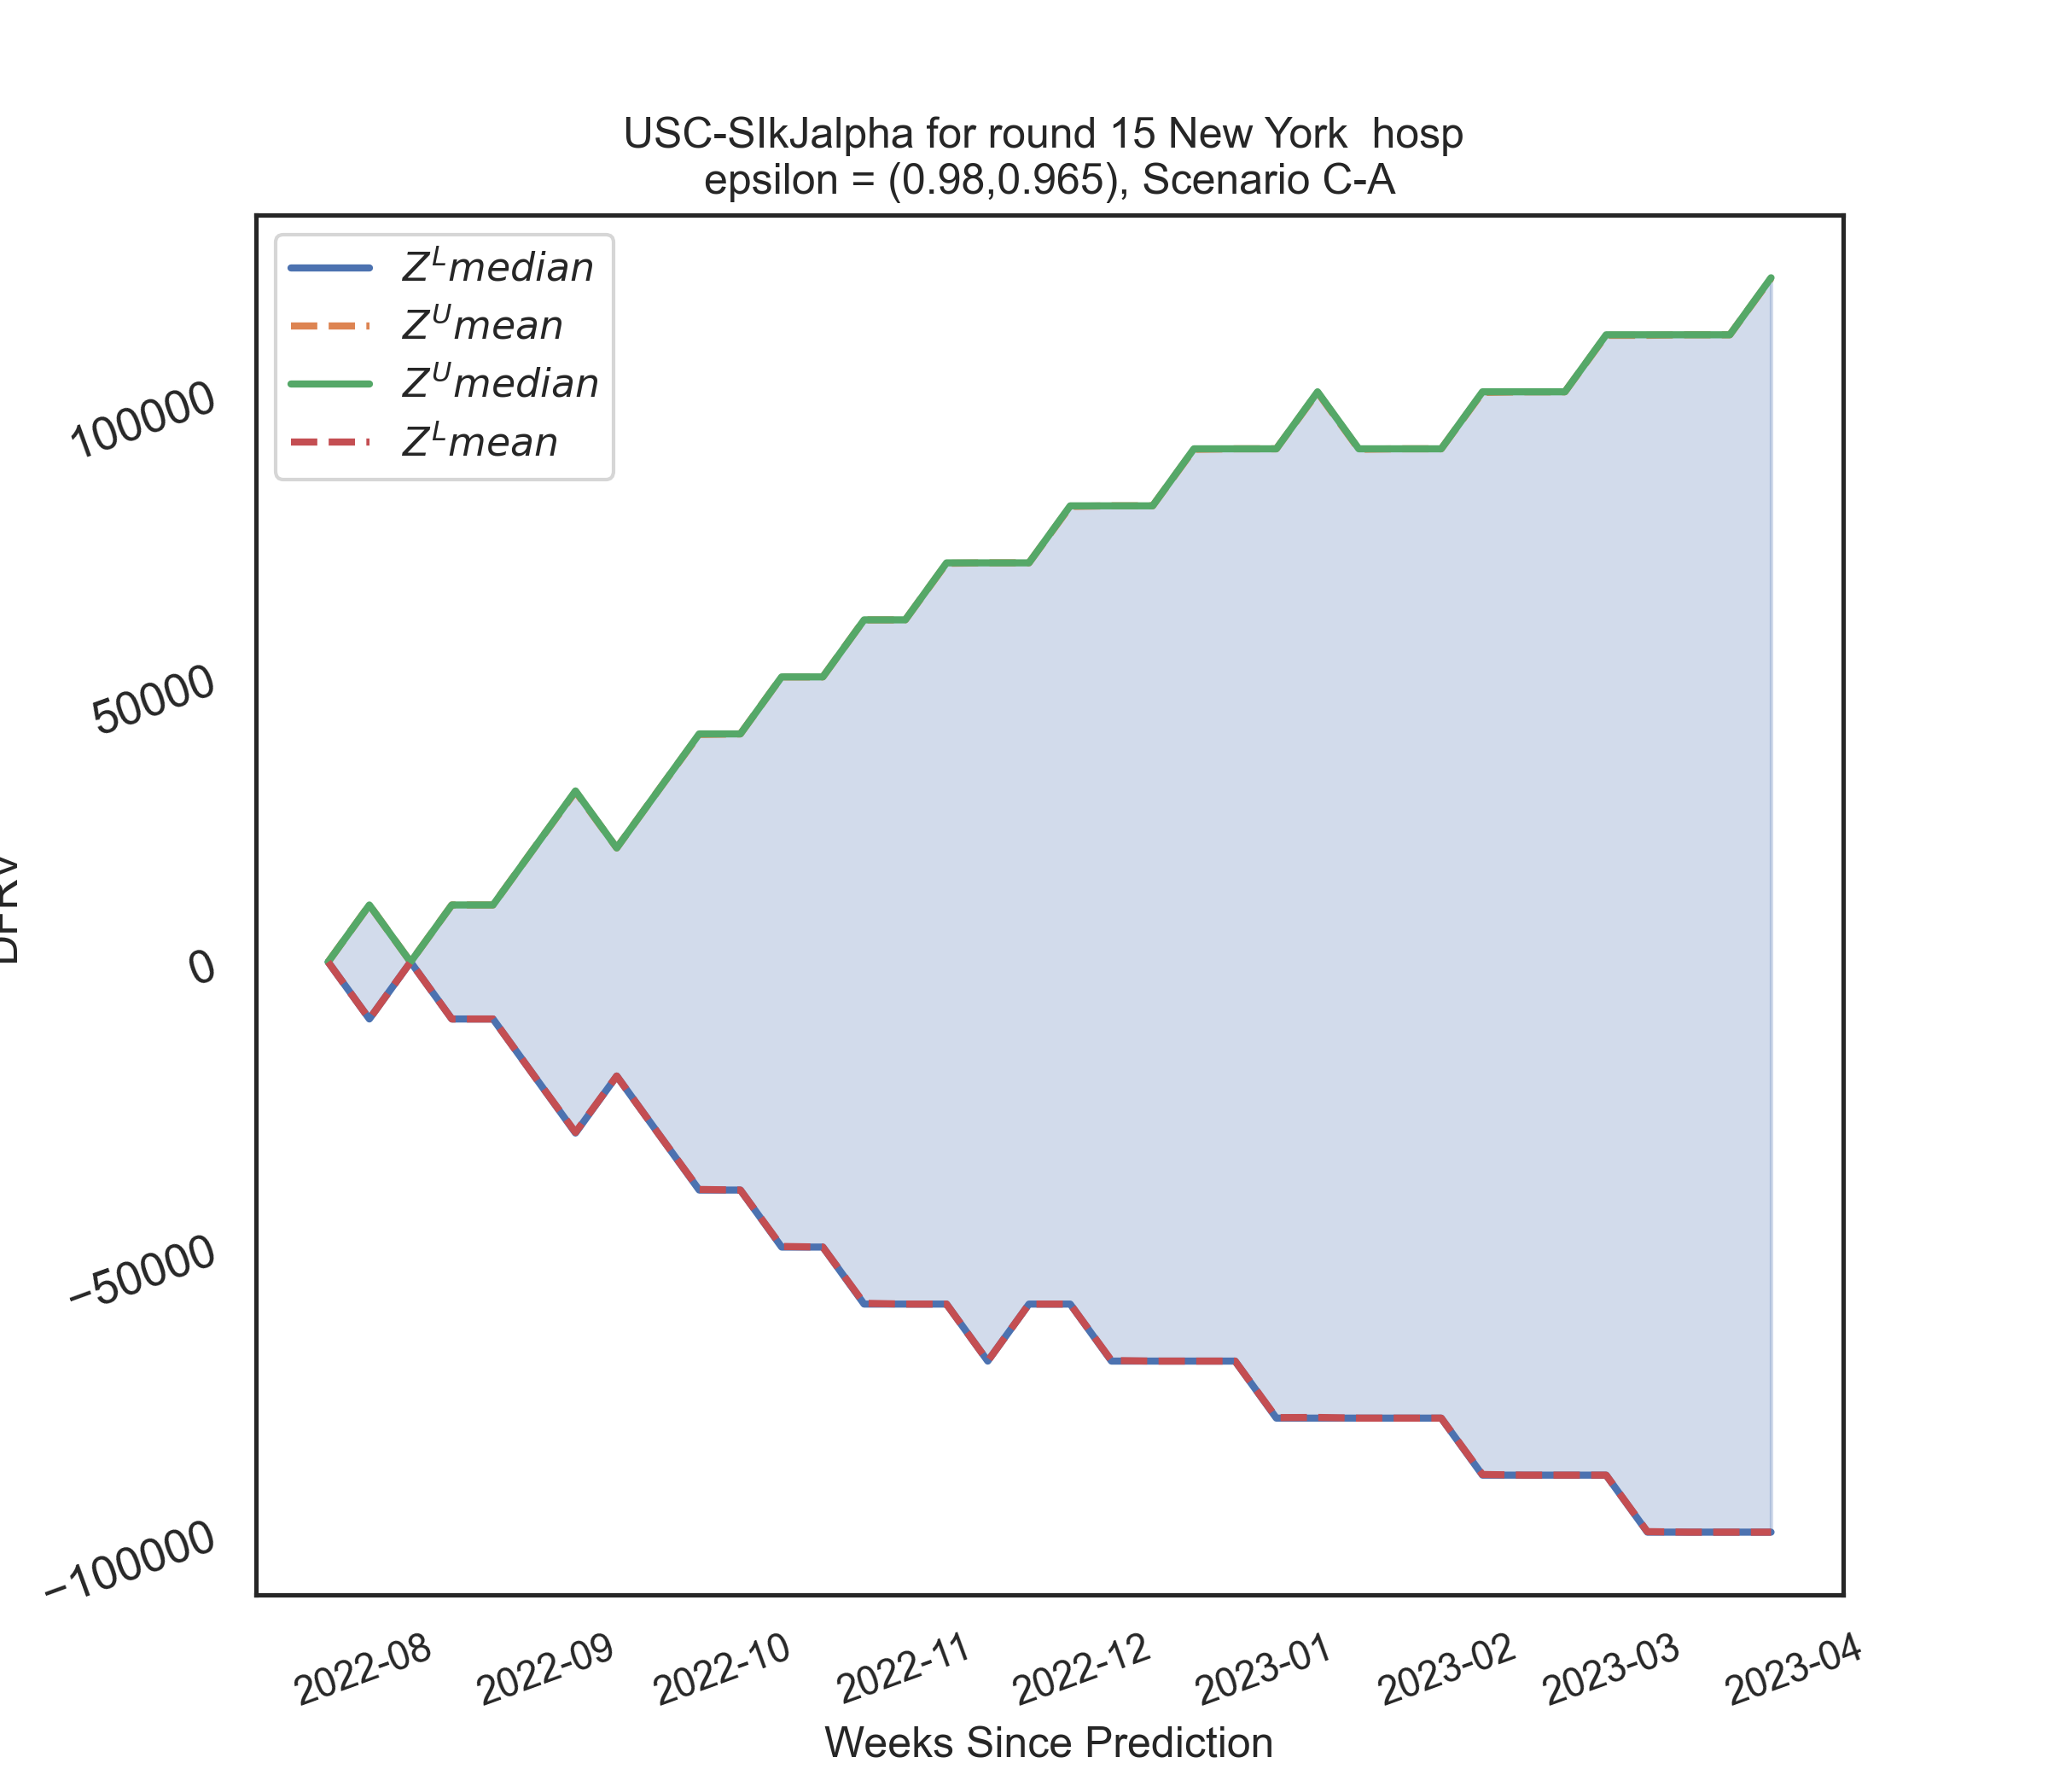 USC-SIkJalpha for round 15 New York  hosp
epsilon = (0.98,0.965), Scenario C-A
Z^L median
Z^U mean
Z^U median
Z^L mean
100000
50000
0
−50000
−100000
2022-08
2022-09
2022-10
2022-11
2022-12
2023-01
2023-02
2023-03
2023-04
Weeks Since Prediction